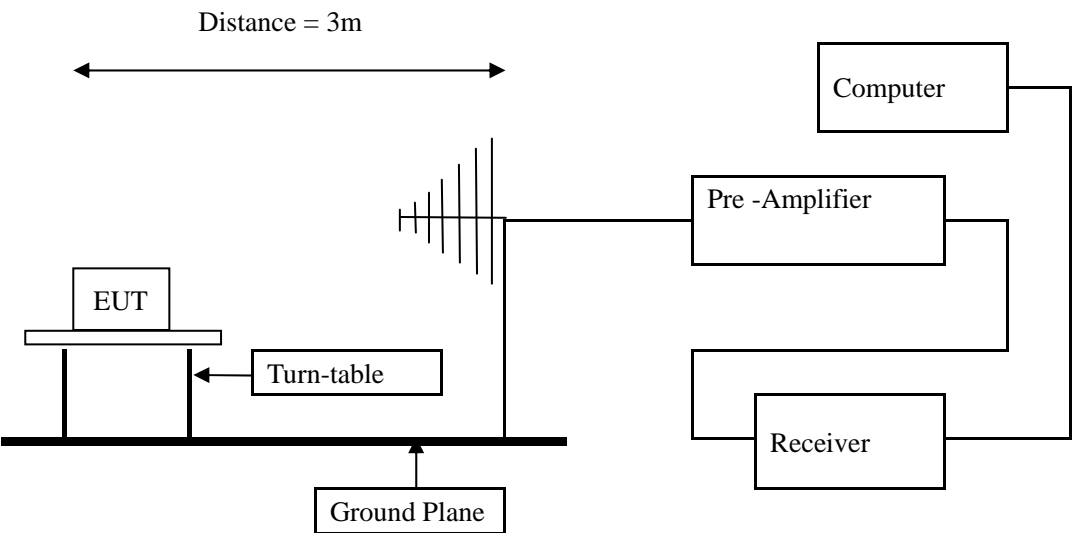 Distance = 3m
Computer
Pre -Amplifier
EUT
Turn-table
Receiver
Ground Plane